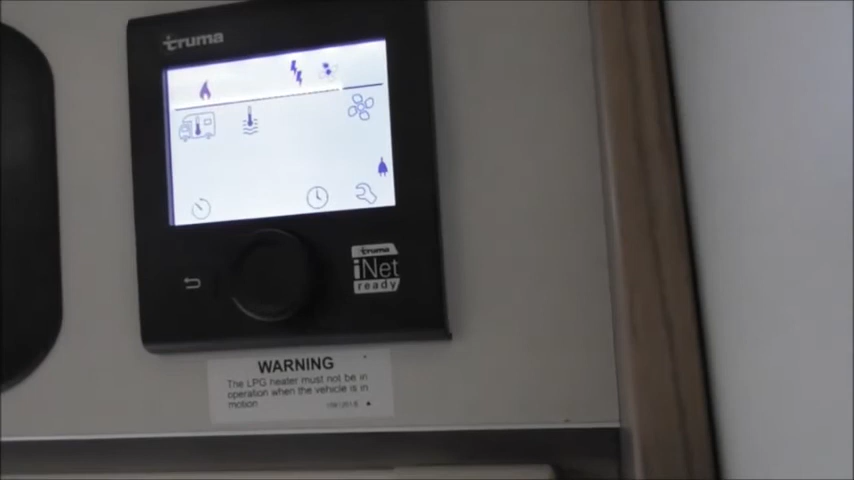 truma
truma
iNet
ready
WARNING
The LPG heater must not be in
operation when the vehicle is in
motion